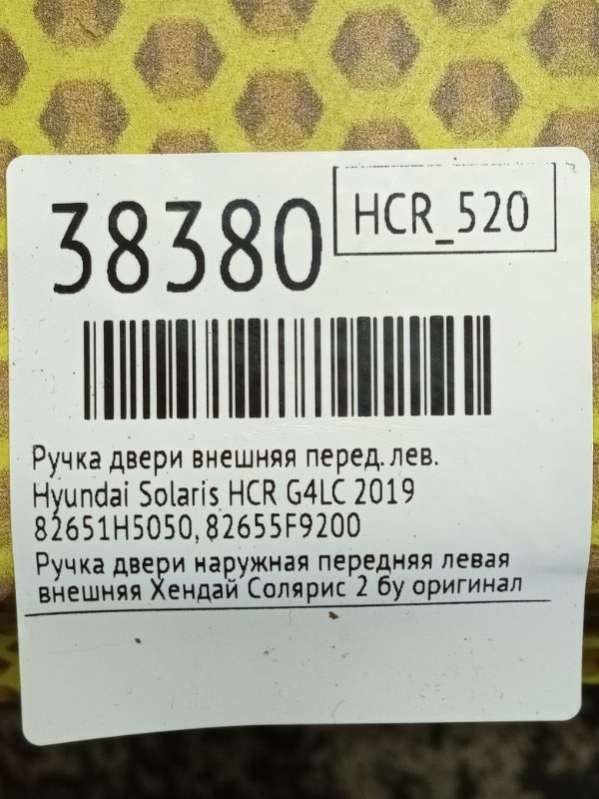 38380
HCR_520
Ручка двери внешняя перед. лев.
Hyundai Solaris HCR G4LC 2019
82651H5050, 82655F9200
Ручка двери наружная передняя левая
внешняя Хендай Солярис 2 бу оригинал